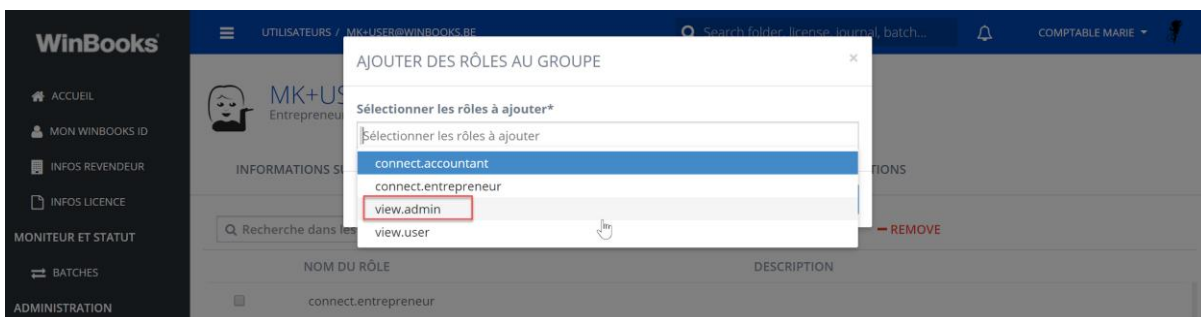 WinBooks
UTILISATEURS / MK+USER@WINBOOKS.BE
Search folder, license, journal, batch...
COMPTABLE MARIE
AJOUTER DES RÔLES AU GROUPE
×
ACCUEIL
MON WINBOOKS ID
INFOS REVENDEUR
INFOS LICENCE
MONITEUR ET STATUT
BATCHES
ADMINISTRATION
MK+US
Entrepreneu
Sélectionner les rôles à ajouter*
Sélectionner les rôles à ajouter
connect.accountant
connect.entrepreneur
view.admin
view.user
INFORMATIONS S
TIONS
Recherche dans les
REMOVE
NOM DU RÔLE
DESCRIPTION
connect.entrepreneur